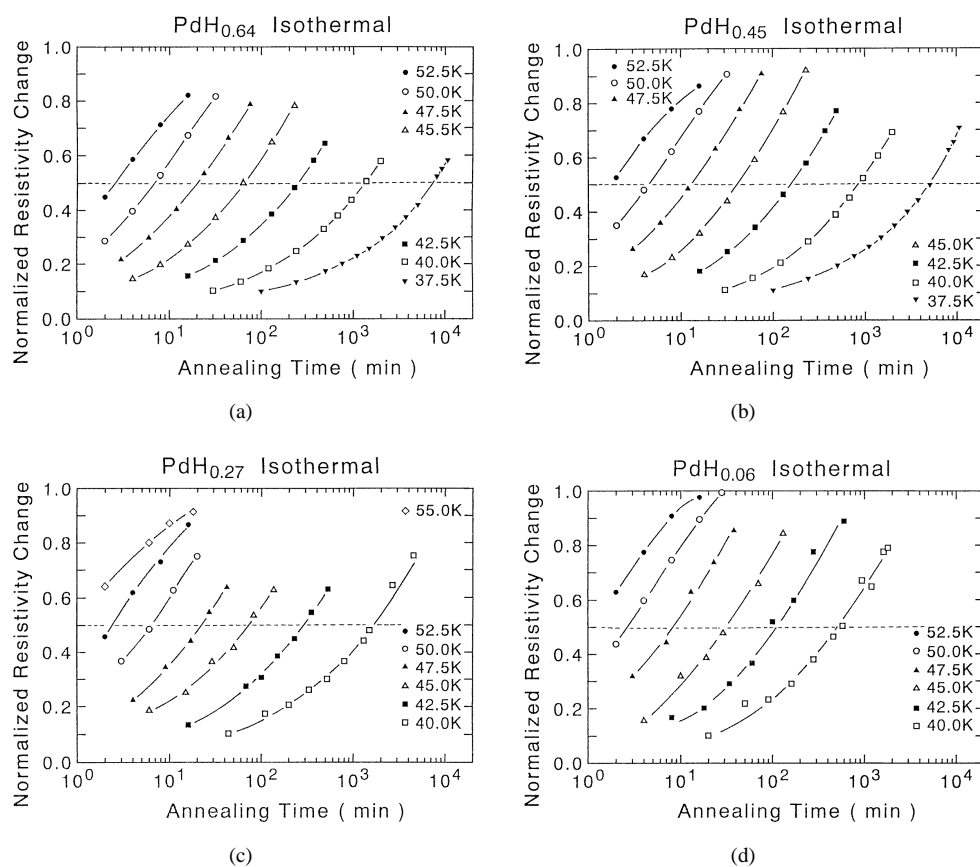 PdH0.64 Isothermal
Normalized Resistivity Change
1.0
0.8
0.6
0.4
0.2
0.0
52.5K
50.0K
47.5K
45.5K
42.5K
40.0K
37.5K
10^0 10^1 10^2 10^3 10^4
Annealing Time ( min )
(a)
PdH0.45 Isothermal
Normalized Resistivity Change
1.0
0.8
0.6
0.4
0.2
0.0
52.5K
50.0K
47.5K
45.0K
42.5K
40.0K
37.5K
10^0 10^1 10^2 10^3 10^4
Annealing Time ( min )
(b)
PdH0.27 Isothermal
Normalized Resistivity Change
1.0
0.8
0.6
0.4
0.2
0.0
55.0K
52.5K
50.0K
47.5K
45.0K
42.5K
40.0K
10^0 10^1 10^2 10^3 10^4
Annealing Time ( min )
(c)
PdH0.06 Isothermal
Normalized Resistivity Change
1.0
0.8
0.6
0.4
0.2
0.0
52.5K
50.0K
47.5K
45.0K
42.5K
40.0K
10^0 10^1 10^2 10^3 10^4
Annealing Time ( min )
(d)